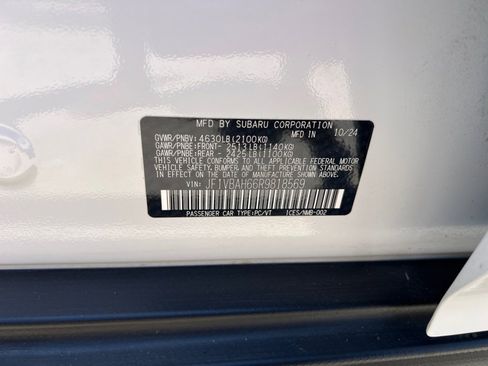 MFD BY SUBARU CORPORATION
GVWR/PNBV: 4630LB(2100KG) MFD IN 10/24
GAWR/PNBE:FRONT- 2513LB(1140KG)
GAWR/PNBE:REAR - 2425LB(1100KG)
THIS VEHICLE CONFORMS TO ALL APPLICABLE FEDERAL MOTOR
VEHICLE SAFETY, BUMPER, AND THEFT PREVENTION STANDARDS
IN EFFECT ON THE DATE OF MANUFACTURE SHOWN ABOVE.
VIN: JF1VBAH66R9818569
PASSENGER CAR TYPE:PC/VT ICES/NMB-002